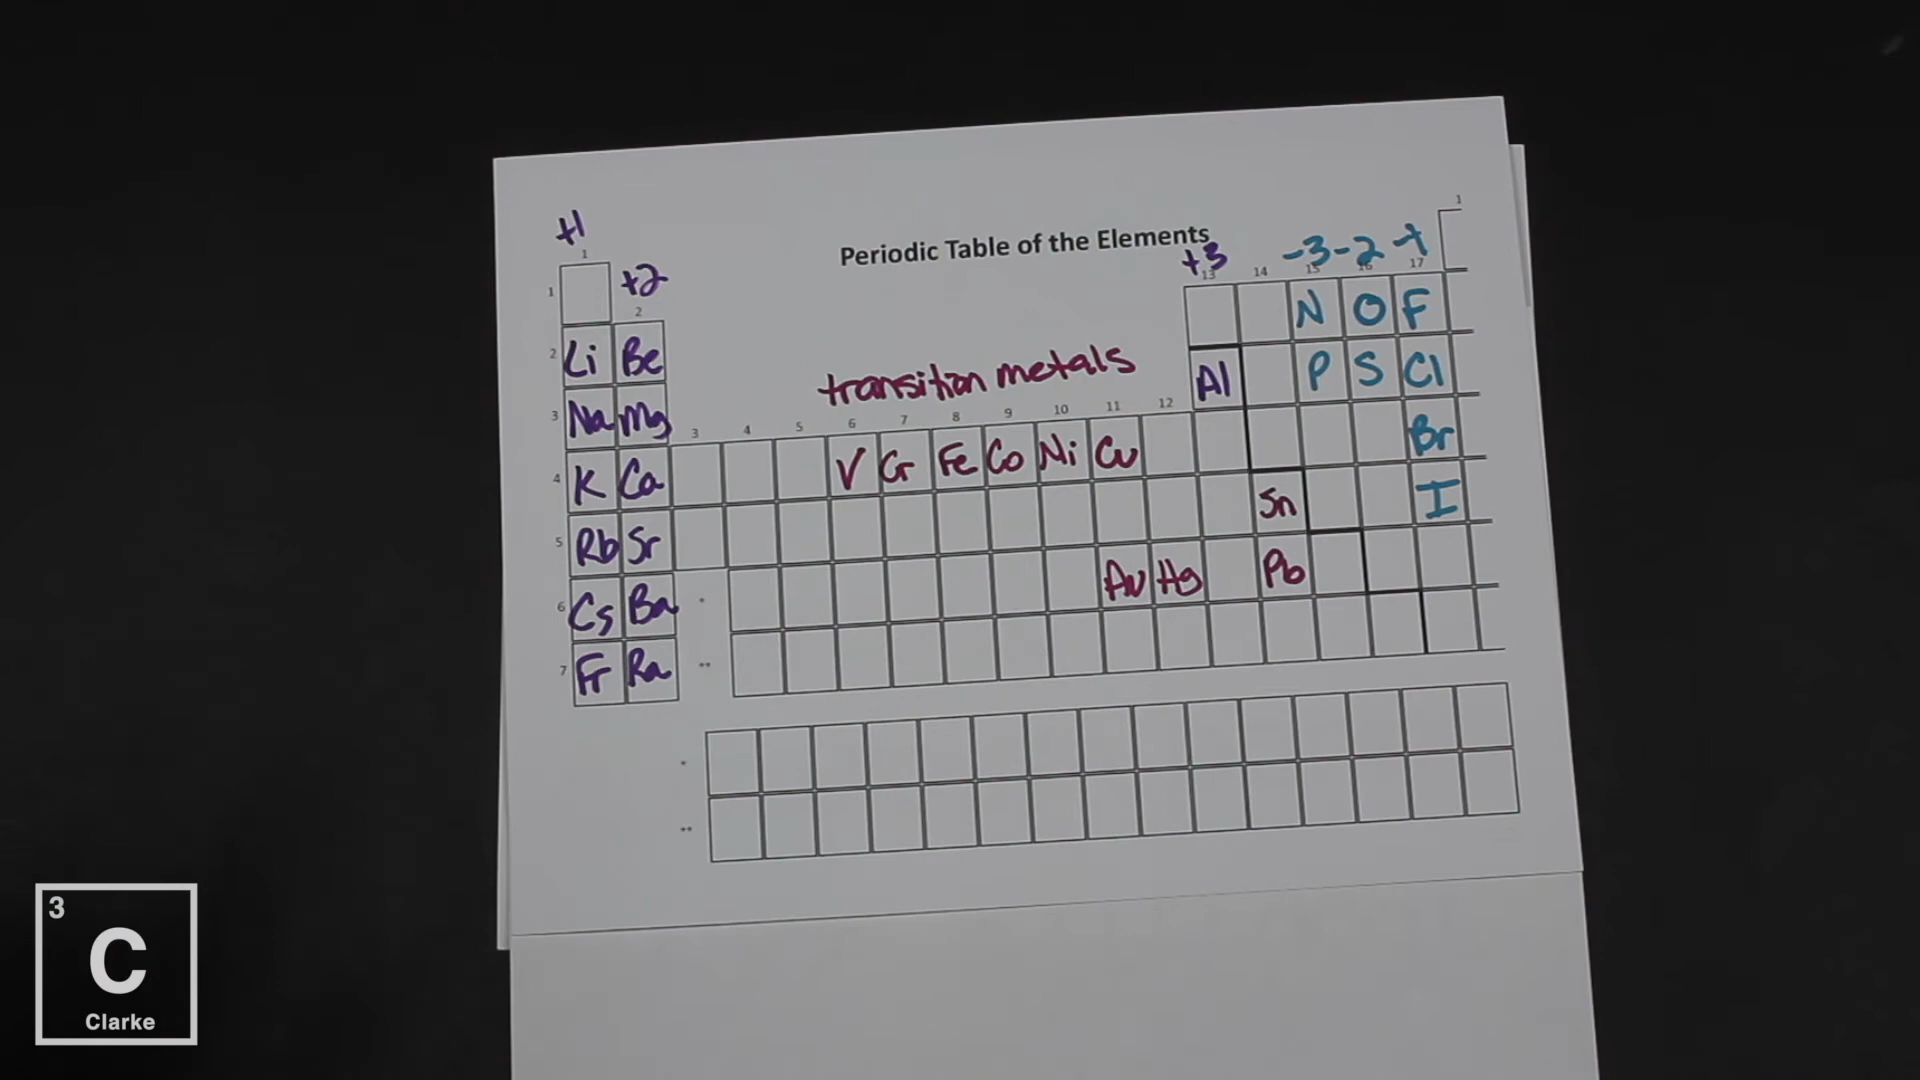 Periodic Table of the Elements
+1
+2
+3 -3 -2 -1
1
1
2
13 14 15 16 17
1
N O F
transition metals
2 Li Be
Al P S Cl
3 Na Mg
3 4 5 6 7 8 9 10 11 12
4 K Ca V Cr Fe Co Ni Cu Br
5 Rb Sr Sn I
6 Cs Ba * Au Hg Pb
7 Fr Ra **
*
**
3
C
Clarke